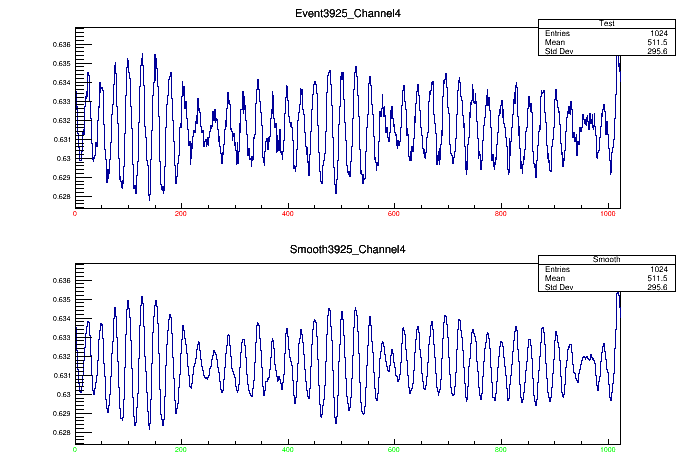 Event3925_Channel4
Test
Entries 1024
Mean 511.5
Std Dev 295.6
0.636
0.635
0.634
0.633
0.632
0.631
0.63
0.629
0.628
0 200 400 600 800 1000
Smooth3925_Channel4
Smooth
Entries 1024
Mean 511.5
Std Dev 295.6
0.636
0.635
0.634
0.633
0.632
0.631
0.63
0.629
0.628
0 200 400 600 800 1000